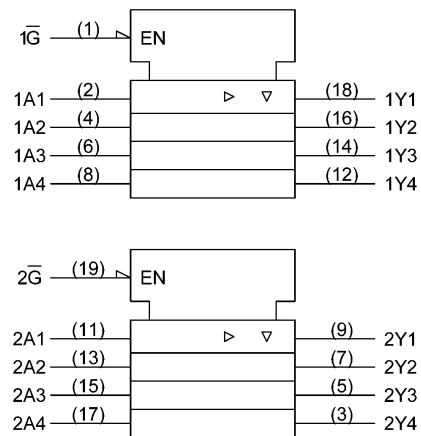 1G̅ (1) EN
1A1 (2) (18) 1Y1
1A2 (4) (16) 1Y2
1A3 (6) (14) 1Y3
1A4 (8) (12) 1Y4
2G̅ (19) EN
2A1 (11) (9) 2Y1
2A2 (13) (7) 2Y2
2A3 (15) (5) 2Y3
2A4 (17) (3) 2Y4